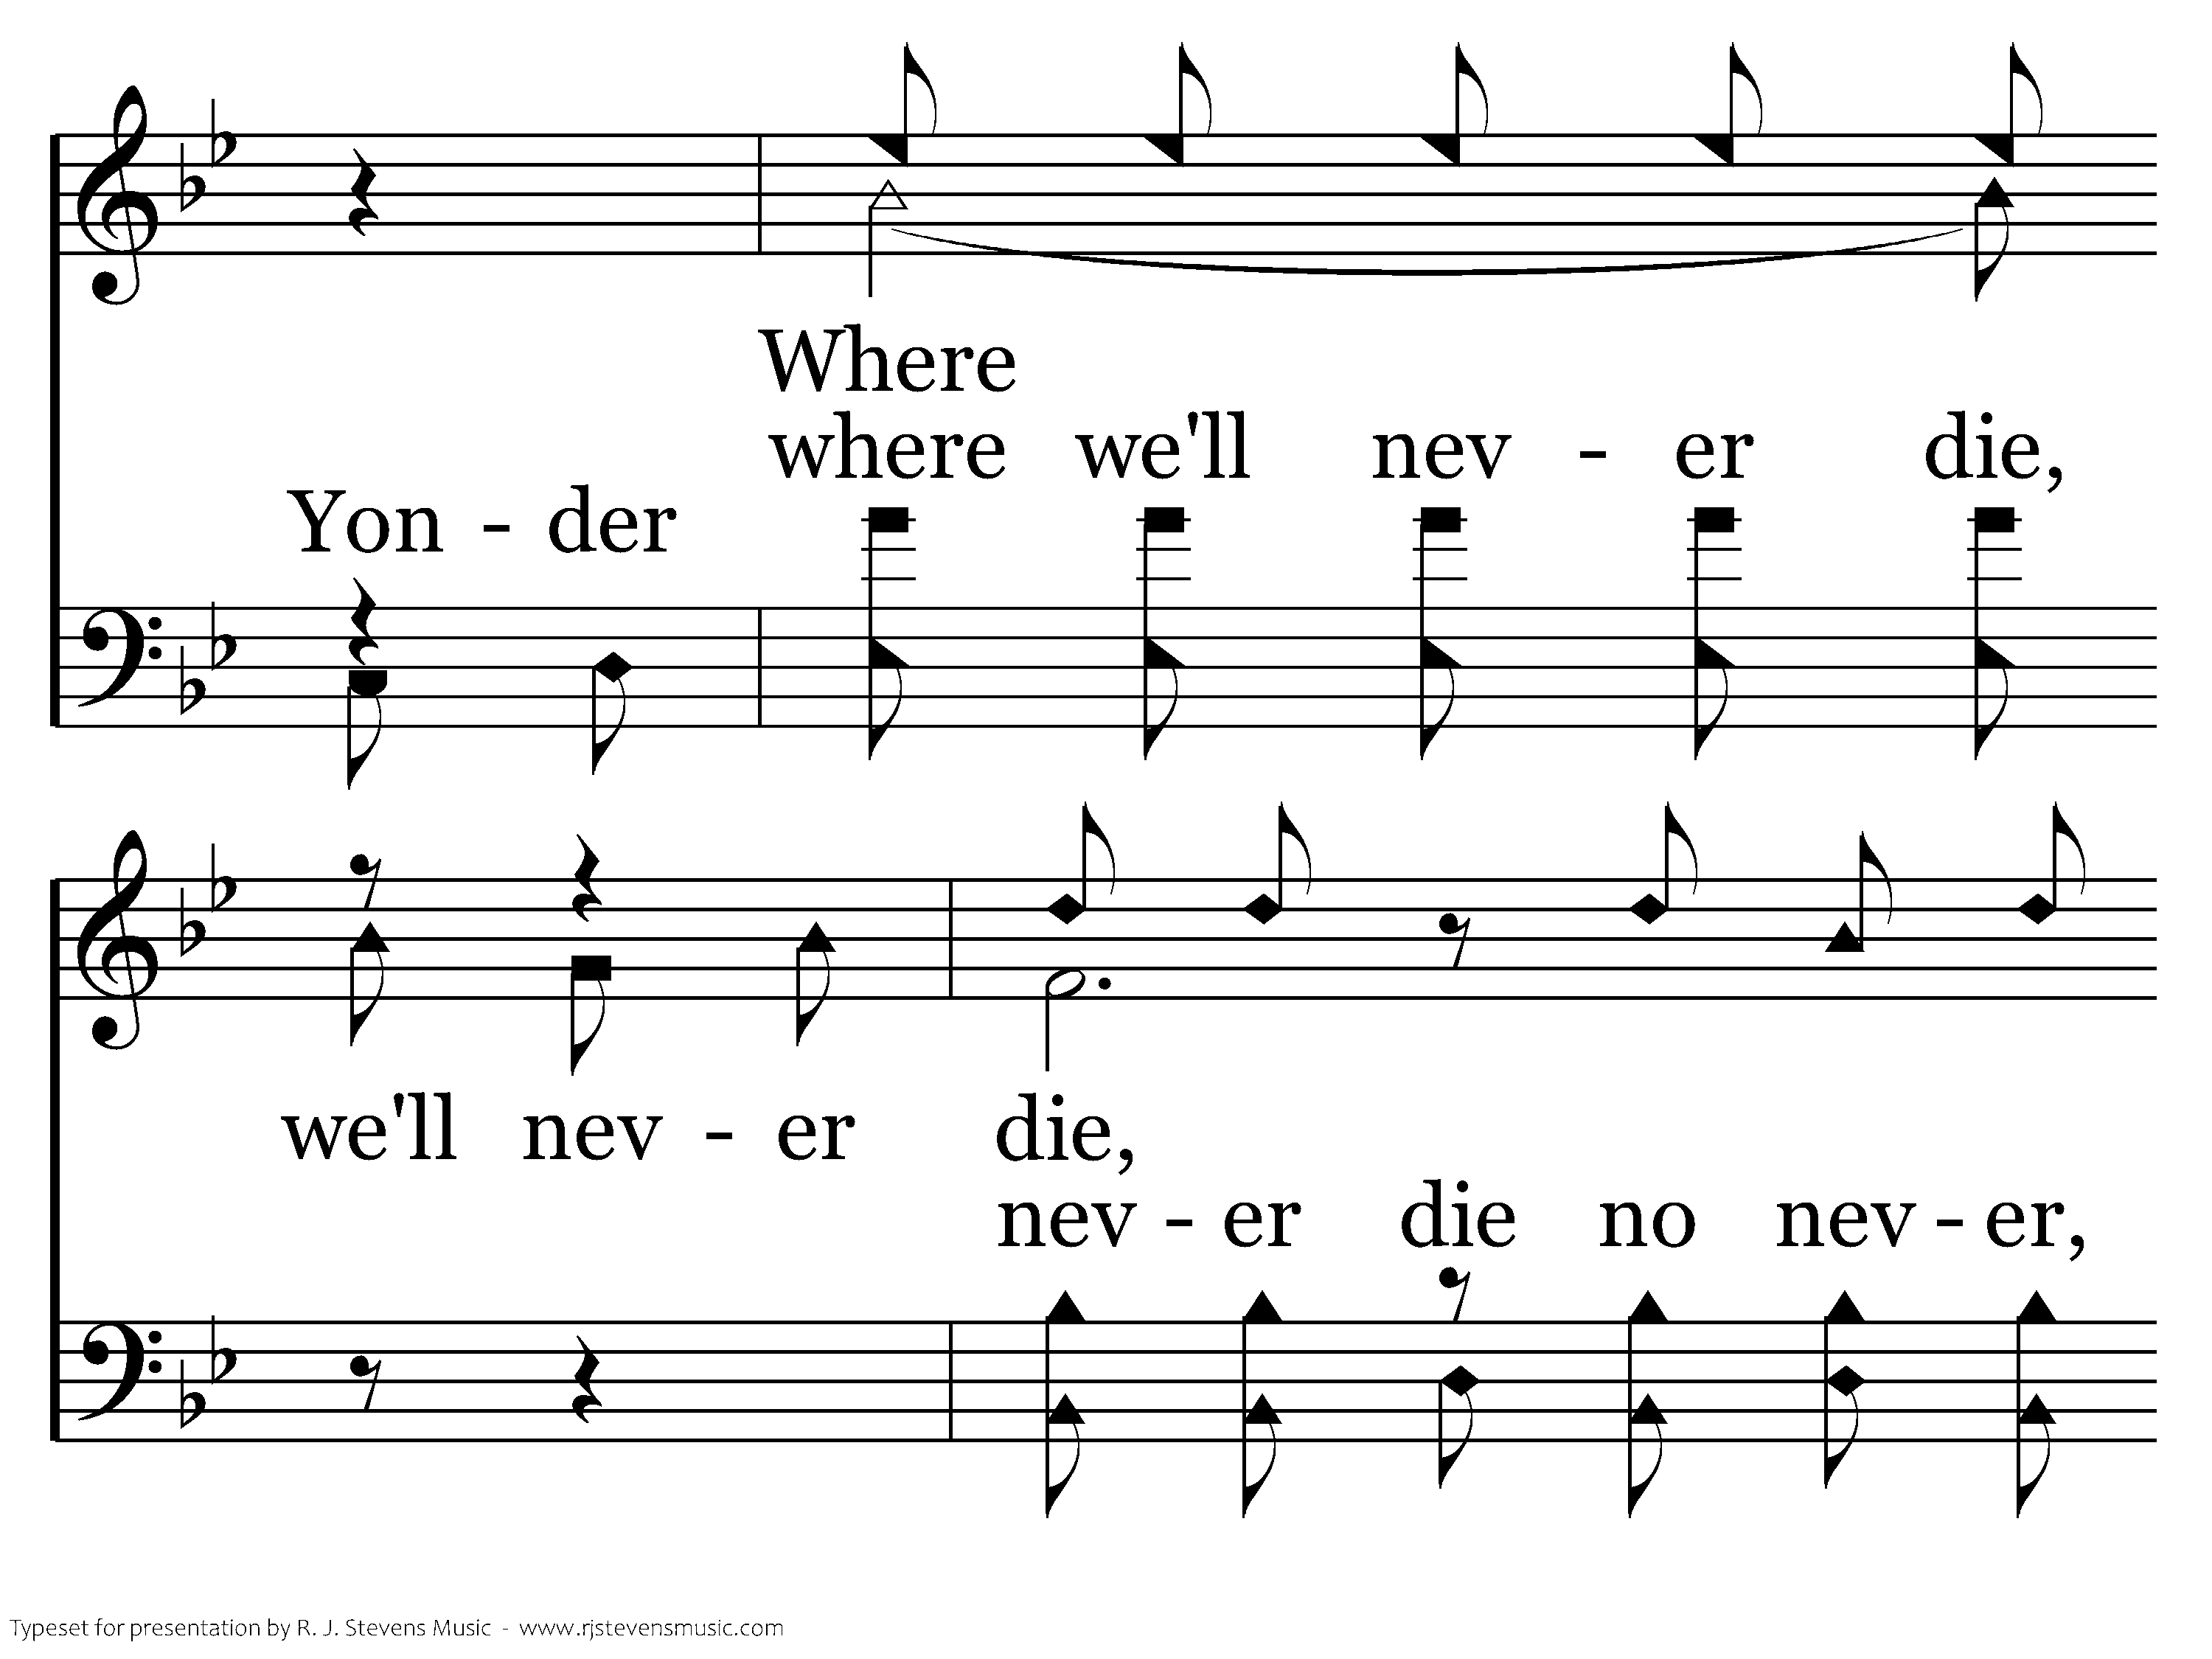 Where
where we'll nev - er die,
Yon - der
we'll nev - er die,
nev - er die no nev - er,
Typeset for presentation by R. J. Stevens Music - www.rjstevensmusic.com